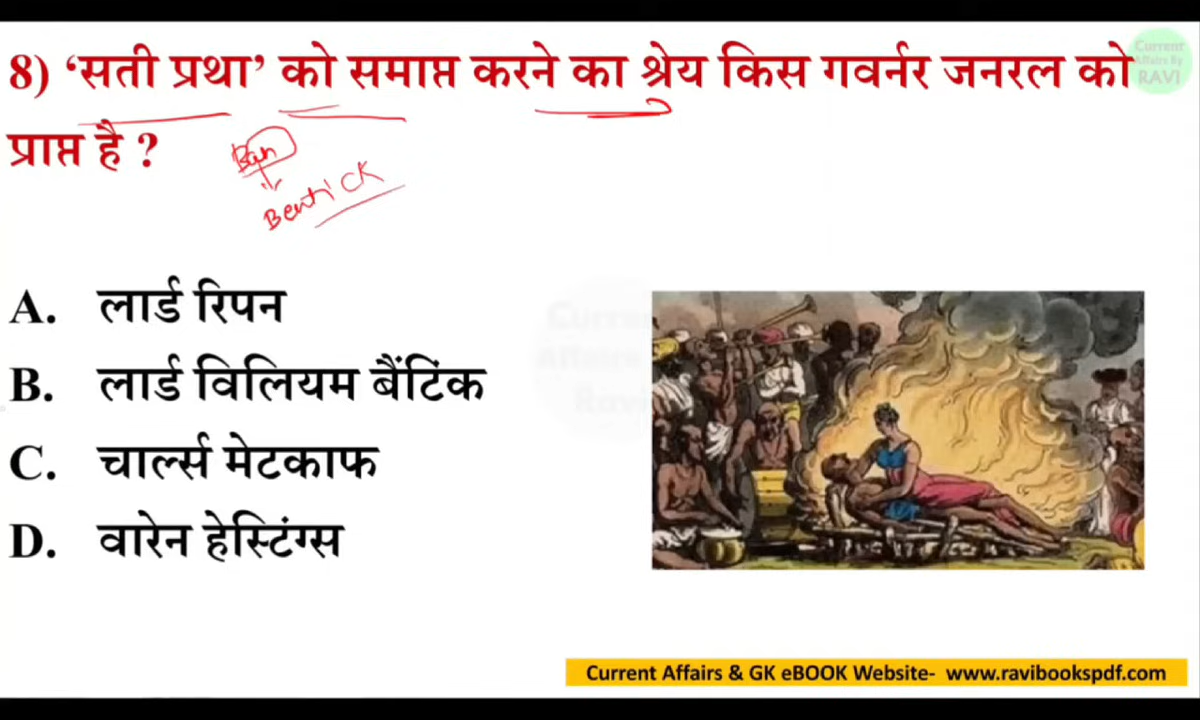 8) ‘सती प्रथा’ को समाप्त करने का श्रेय किस गवर्नर जनरल को
प्राप्त है ?
Current
Affairs By
RAVI
Ban
Bentick
A. लार्ड रिपन
B. लार्ड विलियम बैंटिंक
C. चार्ल्स मेटकाफ
D. वारेन हेस्टिंग्स
Current Affairs & GK eBOOK Website- www.ravibookspdf.com